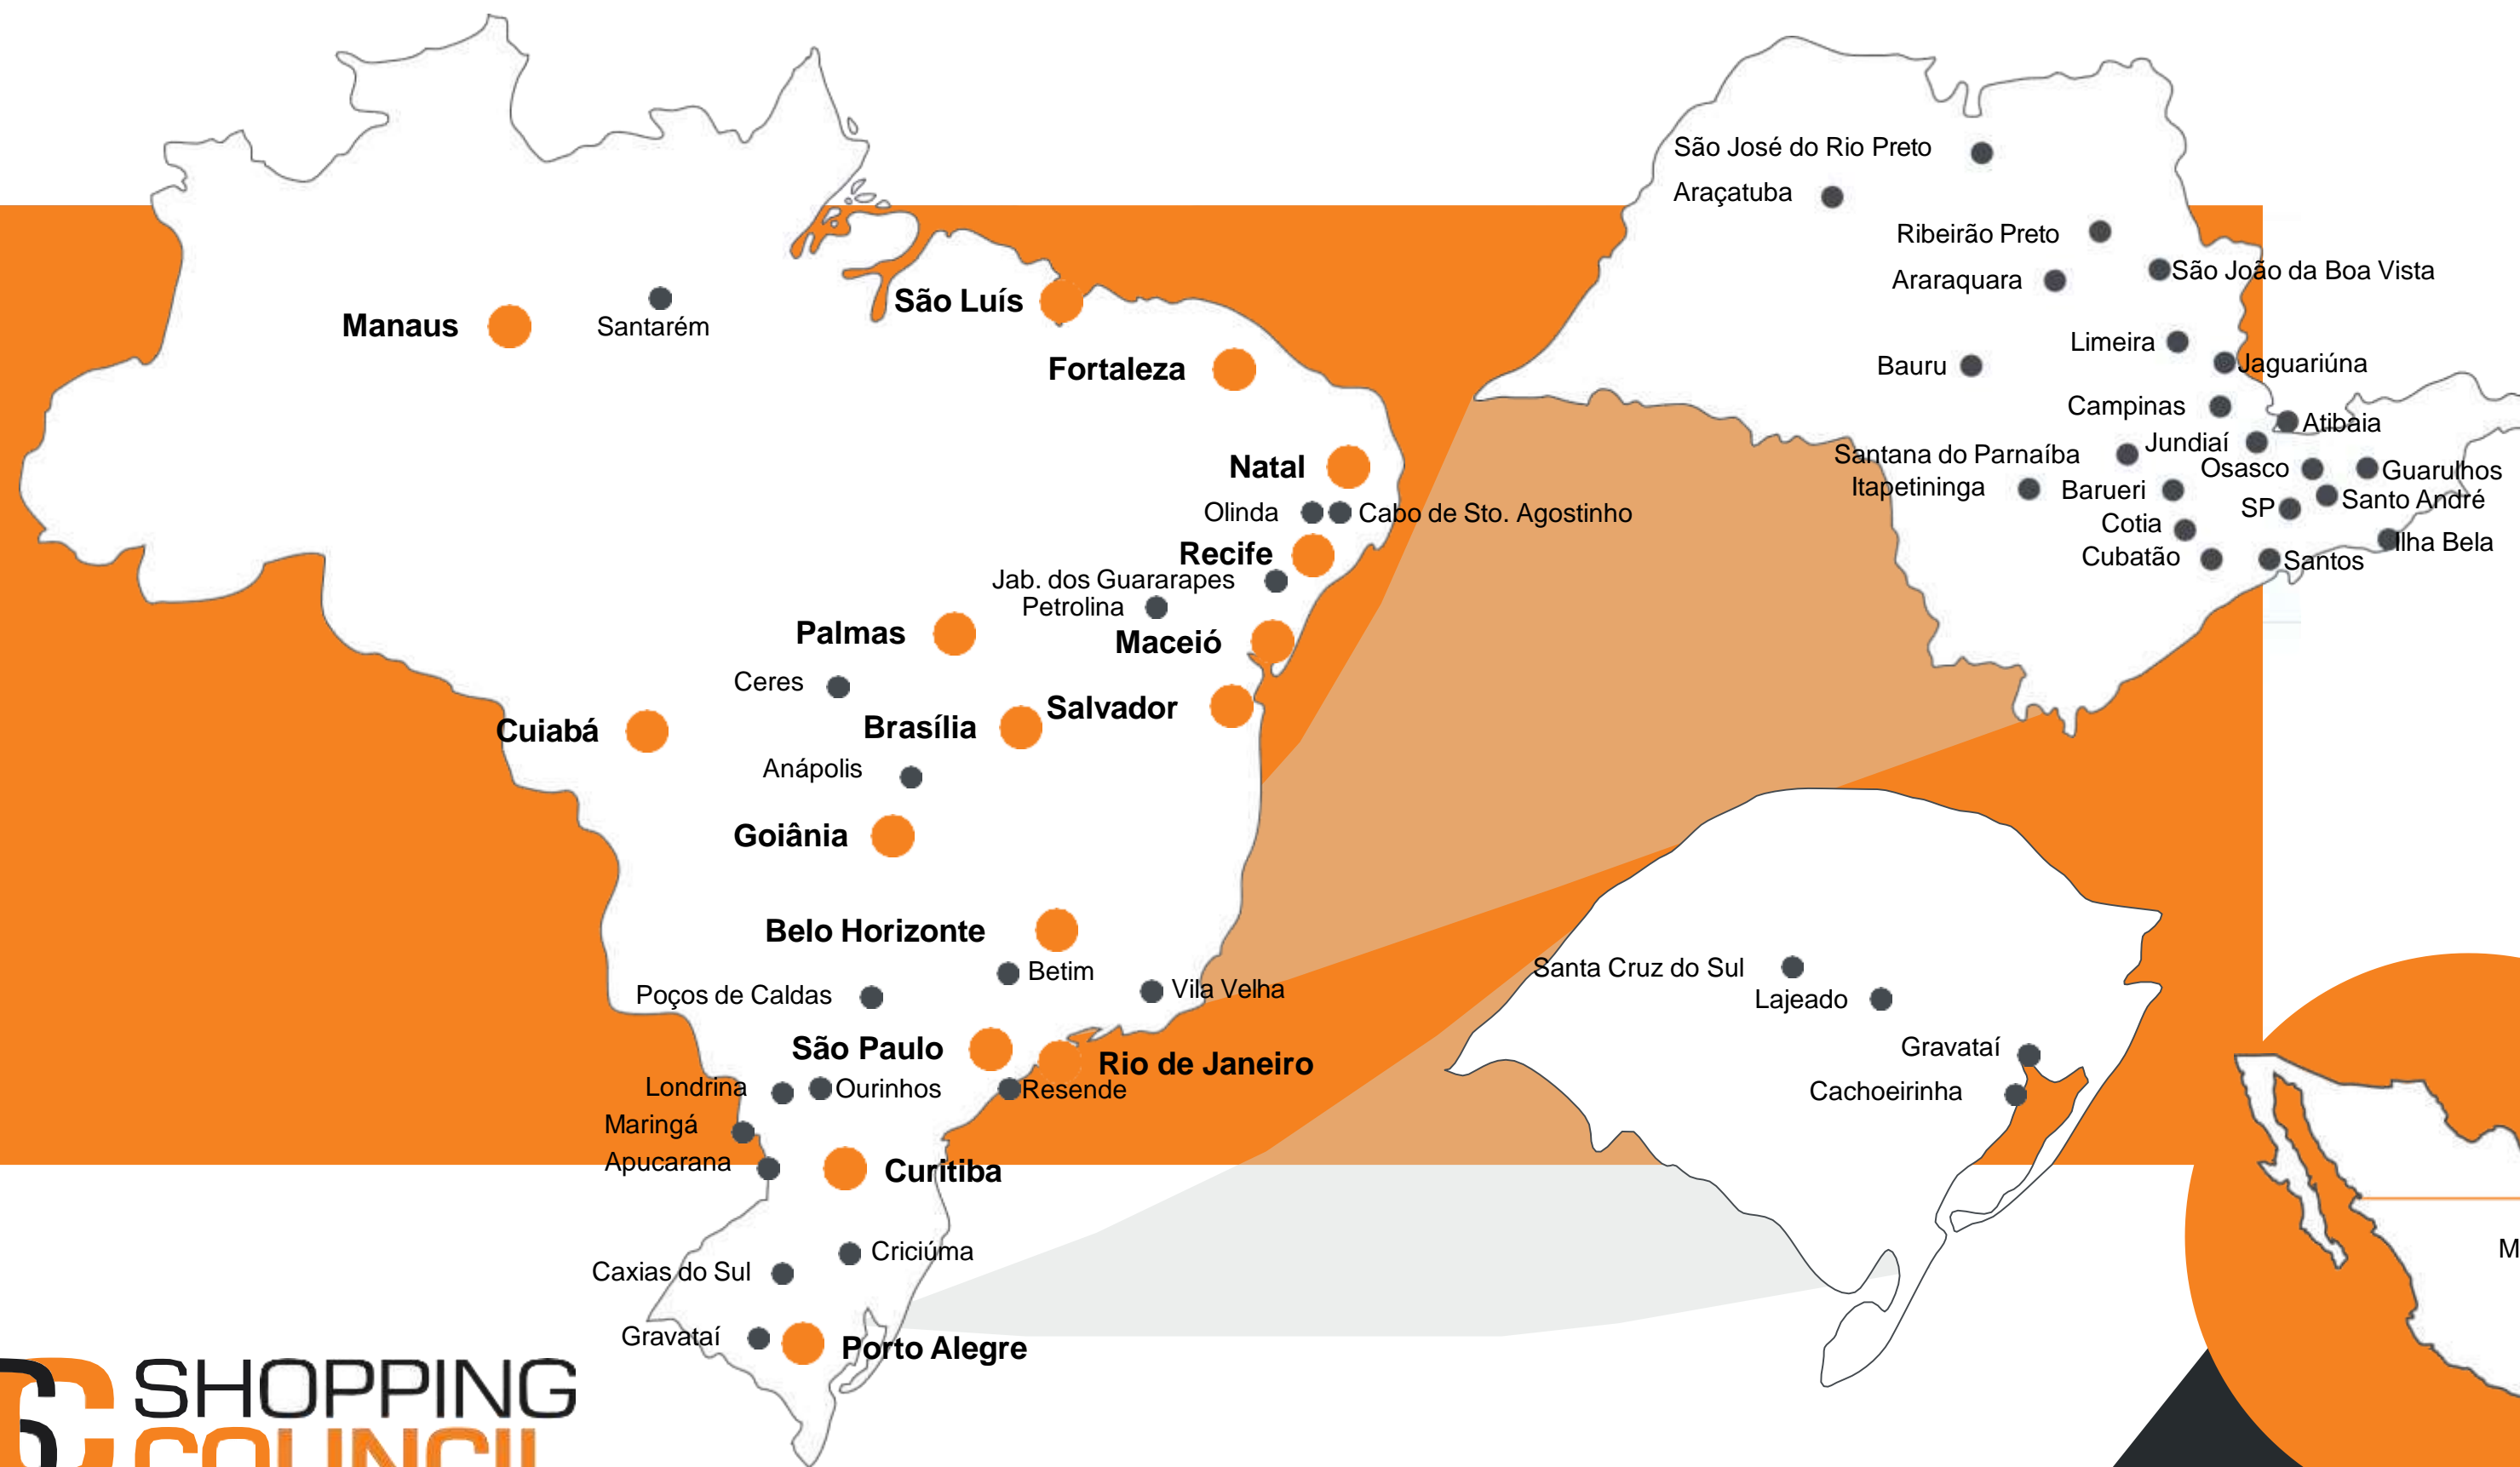 Manaus
Santarém
São Luís
Fortaleza
Natal
Olinda
Cabo de Sto. Agostinho
Recife
Jab. dos Guararapes
Petrolina
Palmas
Maceió
Ceres
Salvador
Cuiabá
Brasília
Anápolis
Goiânia
Belo Horizonte
Betim
Poços de Caldas
Vila Velha
São Paulo
Rio de Janeiro
Londrina
Ourinhos
Resende
Maringá
Apucarana
Curitiba
Criciúma
Caxias do Sul
Gravataí
Porto Alegre
São José do Rio Preto
Araçatuba
Ribeirão Preto
São João da Boa Vista
Araraquara
Limeira
Jaguariúna
Bauru
Campinas
Atibaia
Jundiaí
Santana do Parnaíba
Osasco
Guarulhos
Itapetininga
Barueri
Santo André
SP
Cotia
Ilha Bela
Cubatão
Santos
Santa Cruz do Sul
Lajeado
Gravataí
Cachoeirinha
M
SHOPPING
COUNCIL